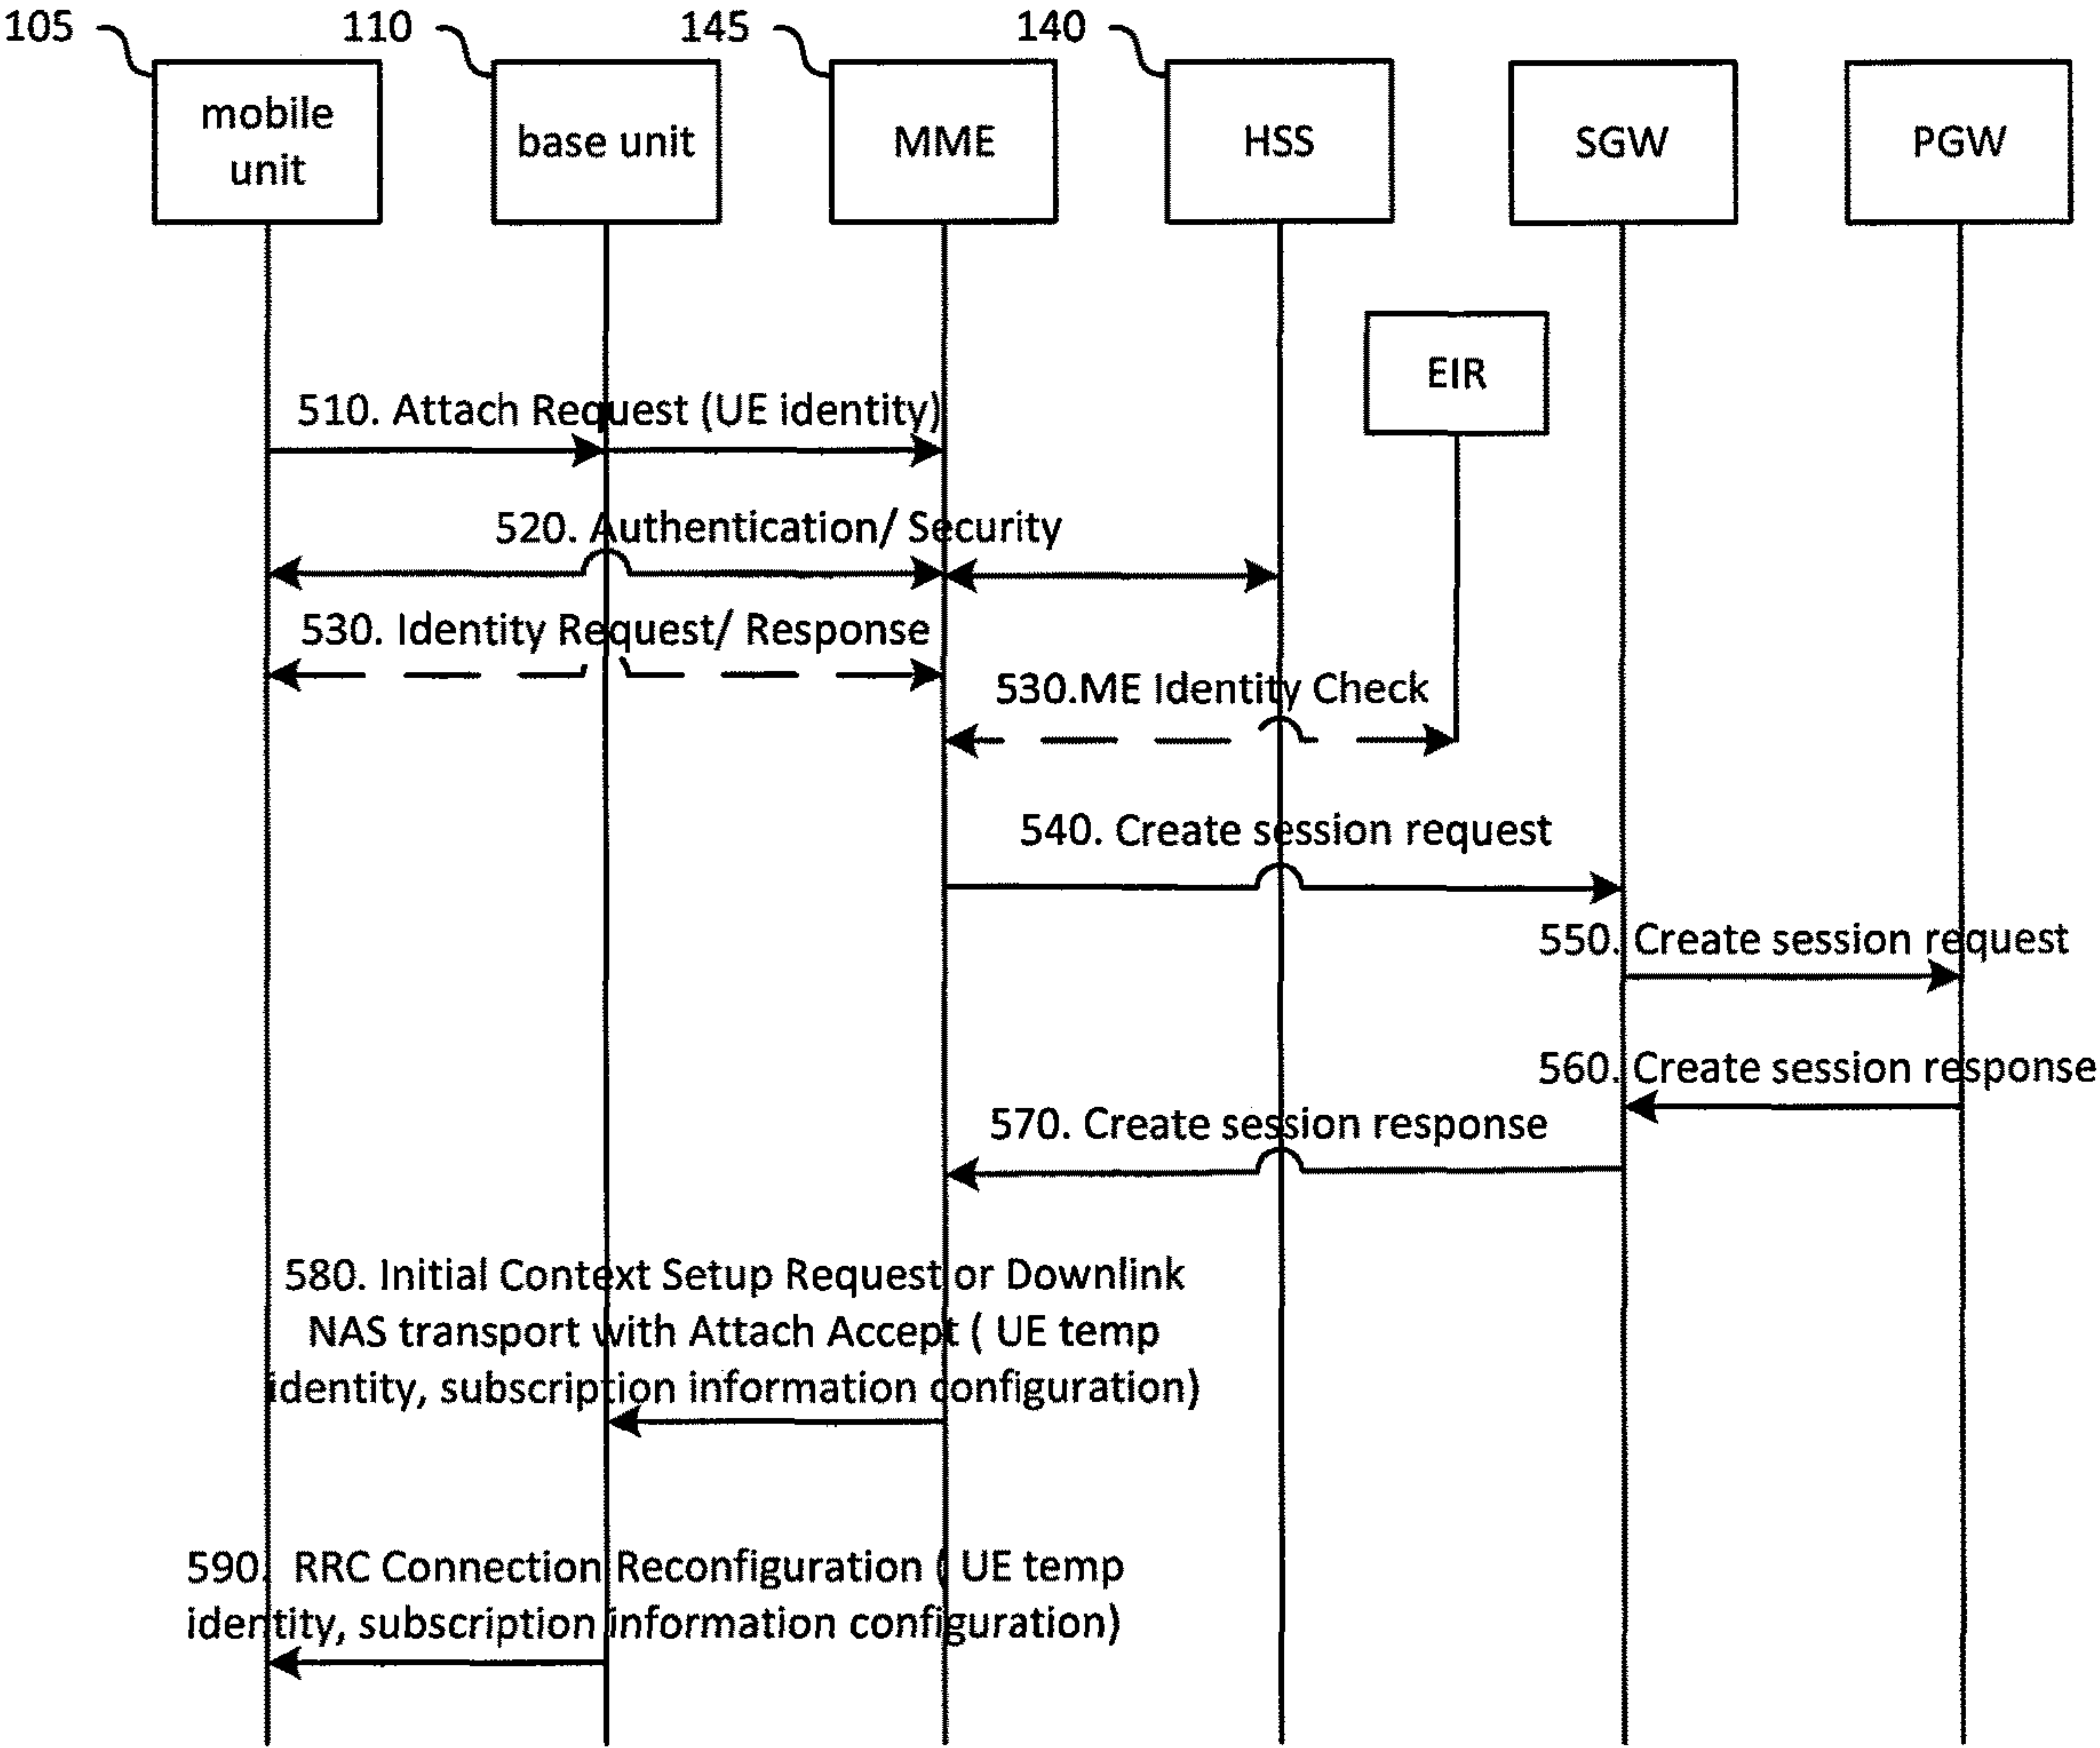 105
110
145
140
mobile
unit
base unit
MME
HSS
SGW
PGW
EIR
510. Attach Request (UE identity)
520. Authentication/ Security
530. Identity Request/ Response
530.ME Identity Check
540. Create session request
550. Create session request
560. Create session response
570. Create session response
580. Initial Context Setup Request or Downlink
NAS transport with Attach Accept ( UE temp
identity, subscription information configuration)
590. RRC Connection Reconfiguration ( UE temp
identity, subscription information configuration)